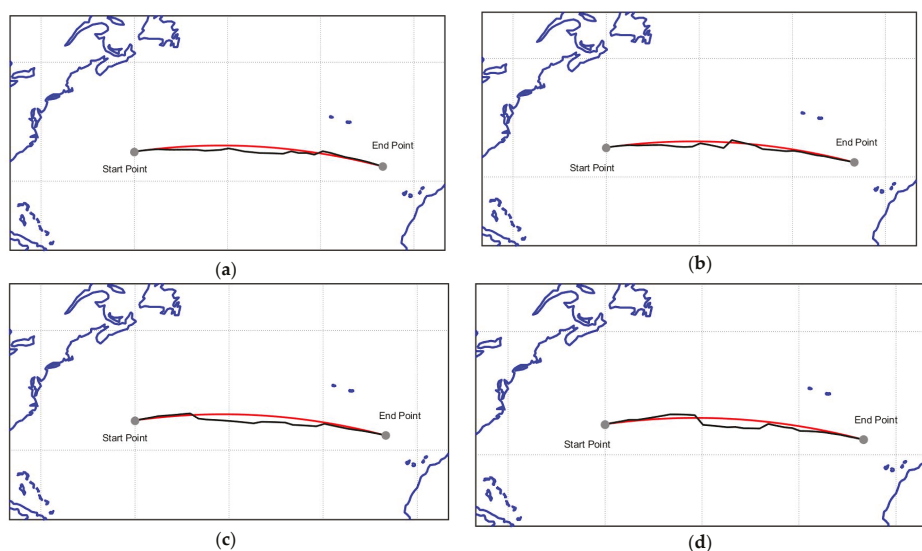 End Point
Start Point
(a)
End Point
Start Point
(b)
End Point
Start Point
(c)
End Point
Start Point
(d)